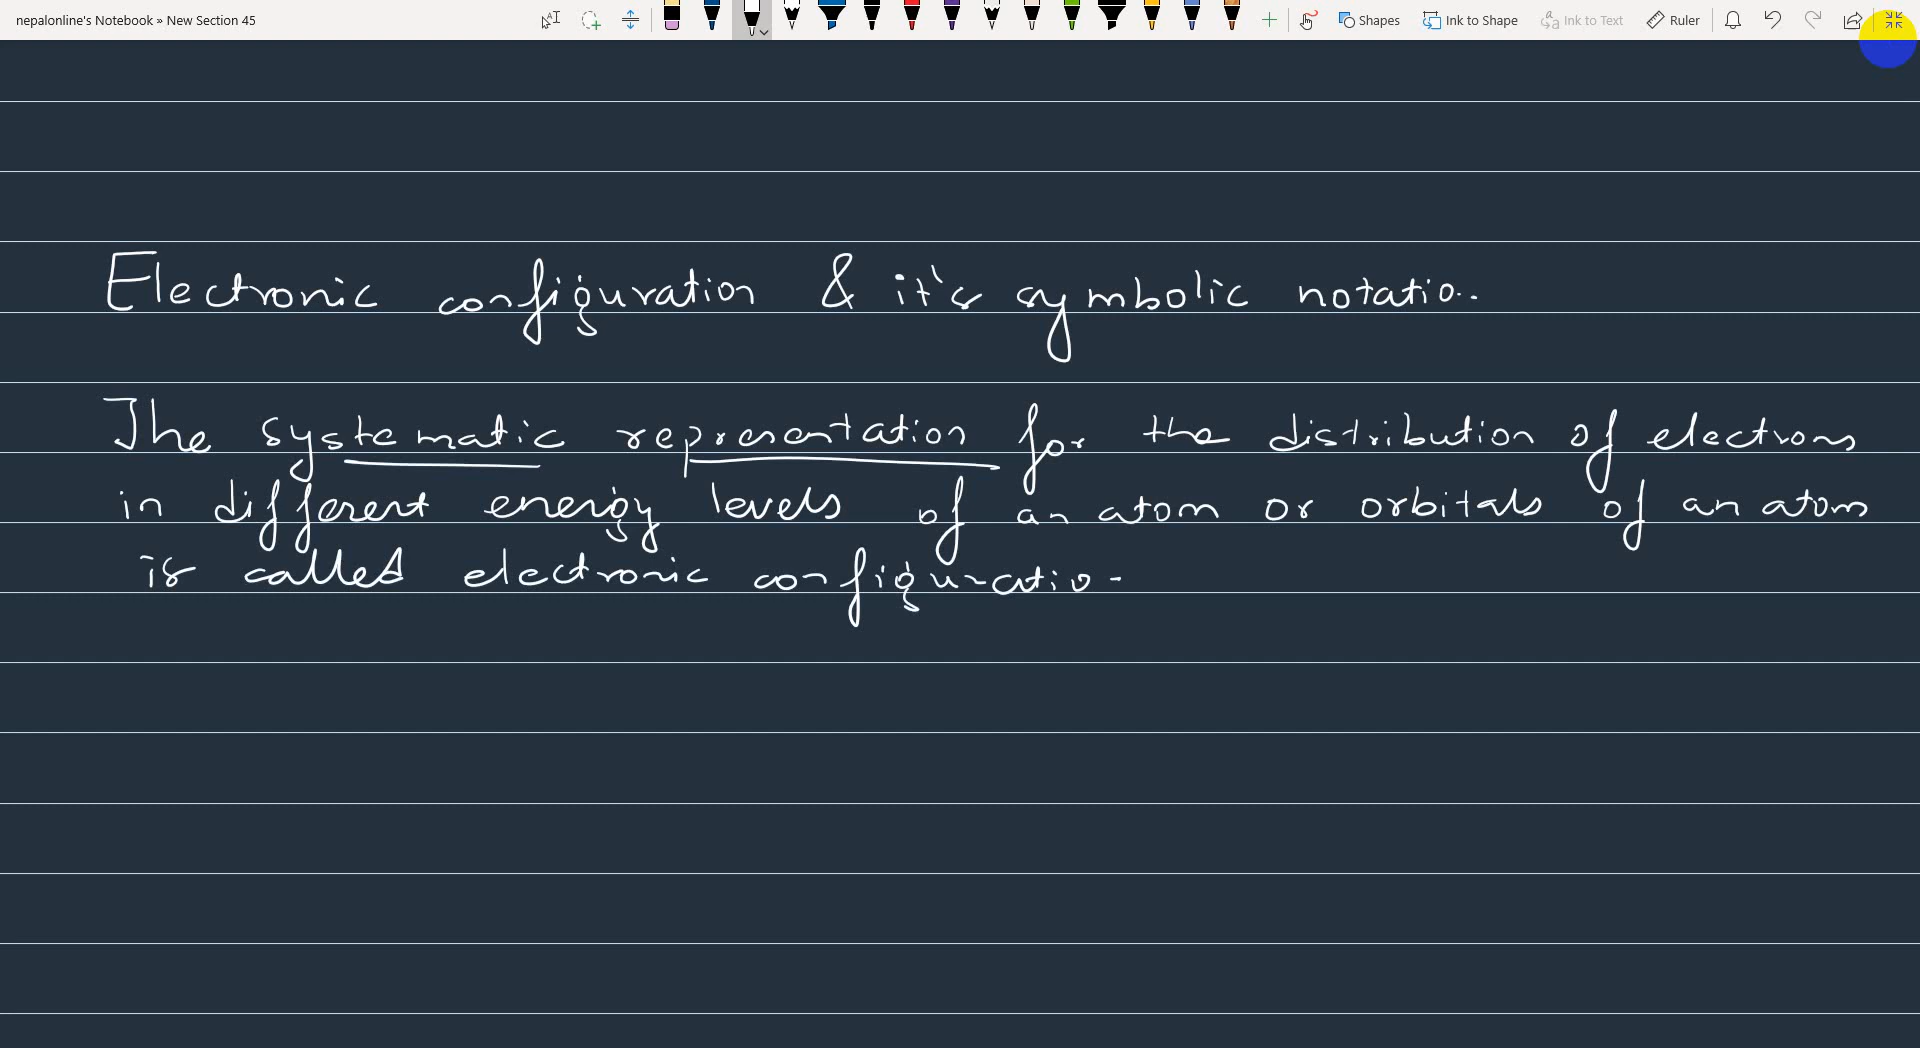 nepalonline's Notebook » New Section 45
Shapes Ink to Shape Ink to Text Ruler
Electronic configuration & it's symbolic notatio..
The systematic representation for the distribution of electrons
in different energy levels of an atom or orbitals of an atom
is called electronic configuration